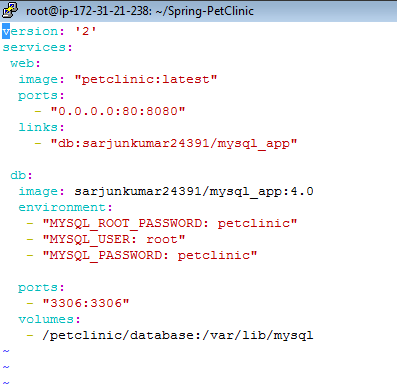 root@ip-172-31-21-238: ~/Spring-PetClinic
version: '2'
services:
 web:
  image: "petclinic:latest"
  ports:
   - "0.0.0.0:80:8080"
  links:
   - "db:sarjunkumar24391/mysql_app"

 db:
  image: sarjunkumar24391/mysql_app:4.0
  environment:
   - "MYSQL_ROOT_PASSWORD: petclinic"
   - "MYSQL_USER: root"
   - "MYSQL_PASSWORD: petclinic"

  ports:
   - "3306:3306"
  volumes:
   - /petclinic/database:/var/lib/mysql
~
~
~